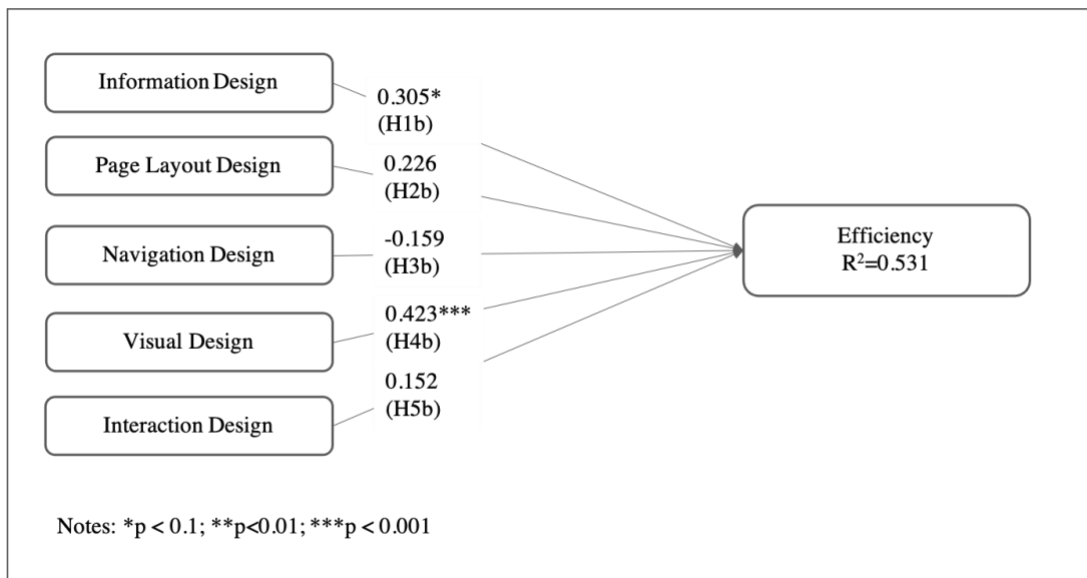 Information Design
0.305*
(H1b)
Page Layout Design
0.226
(H2b)
Navigation Design
-0.159
(H3b)
Visual Design
0.423***
(H4b)
Interaction Design
0.152
(H5b)
Efficiency
R²=0.531
Notes: *p < 0.1; **p<0.01; ***p < 0.001